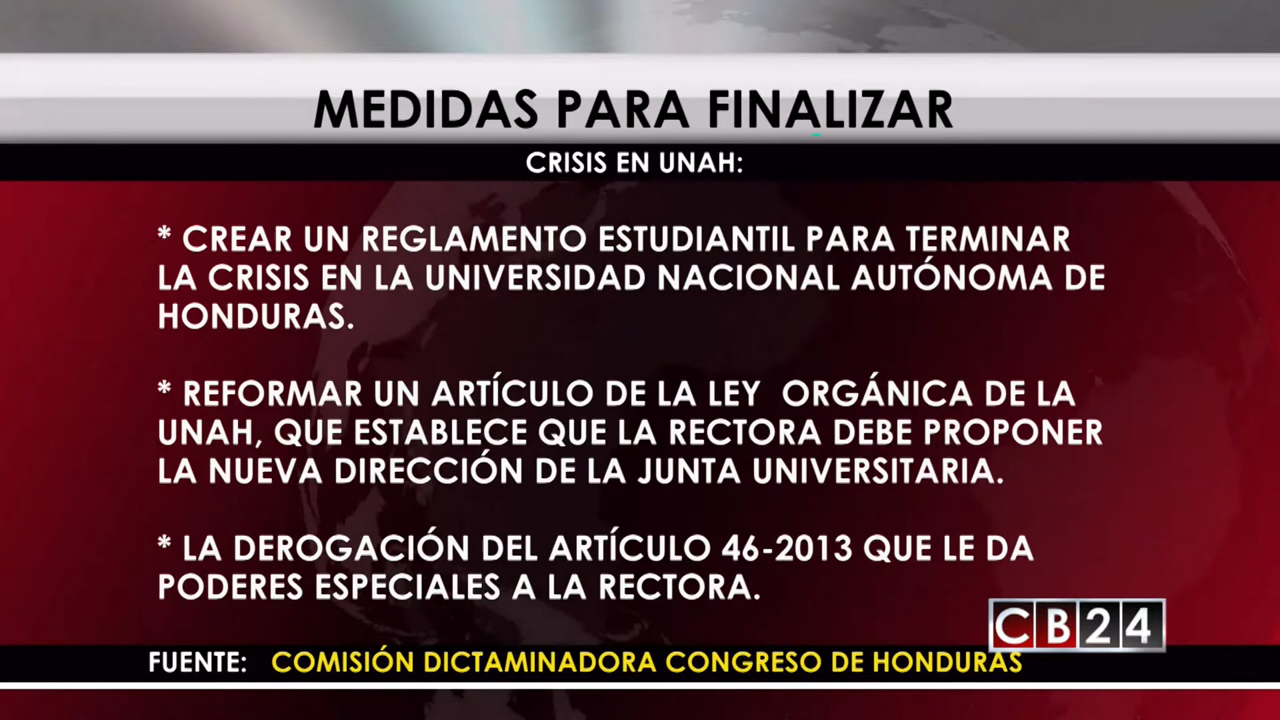 MEDIDAS PARA FINALIZAR
CRISIS EN UNAH:
* CREAR UN REGLAMENTO ESTUDIANTIL PARA TERMINAR
LA CRISIS EN LA UNIVERSIDAD NACIONAL AUTÓNOMA DE
HONDURAS.
* REFORMAR UN ARTÍCULO DE LA LEY ORGÁNICA DE LA
UNAH, QUE ESTABLECE QUE LA RECTORA DEBE PROPONER
LA NUEVA DIRECCIÓN DE LA JUNTA UNIVERSITARIA.
* LA DEROGACIÓN DEL ARTÍCULO 46-2013 QUE LE DA
PODERES ESPECIALES A LA RECTORA.
CB24
FUENTE: COMISIÓN DICTAMINADORA CONGRESO DE HONDURAS